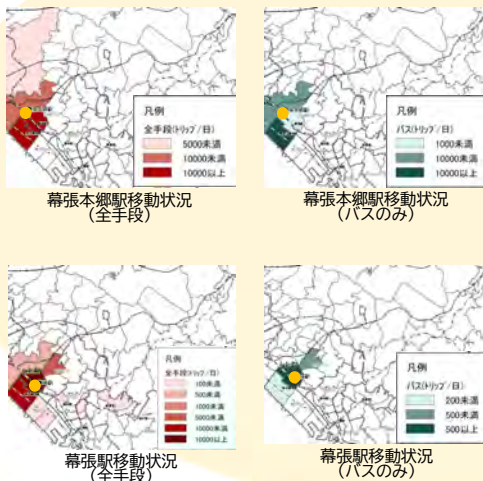 凡例
全手段(トリップ/日)
5000未満
10000未満
10000以上
幕張本郷駅移動状況
(全手段)
凡例
バス(トリップ/日)
1000未満
10000未満
10000以上
幕張本郷駅移動状況
(バスのみ)
凡例
全手段(トリップ/日)
100未満
500未満
1000未満
5000未満
10000未満
10000以上
幕張駅移動状況
(全手段)
凡例
バス(トリップ/日)
200未満
500未満
500以上
幕張駅移動状況
(バスのみ)